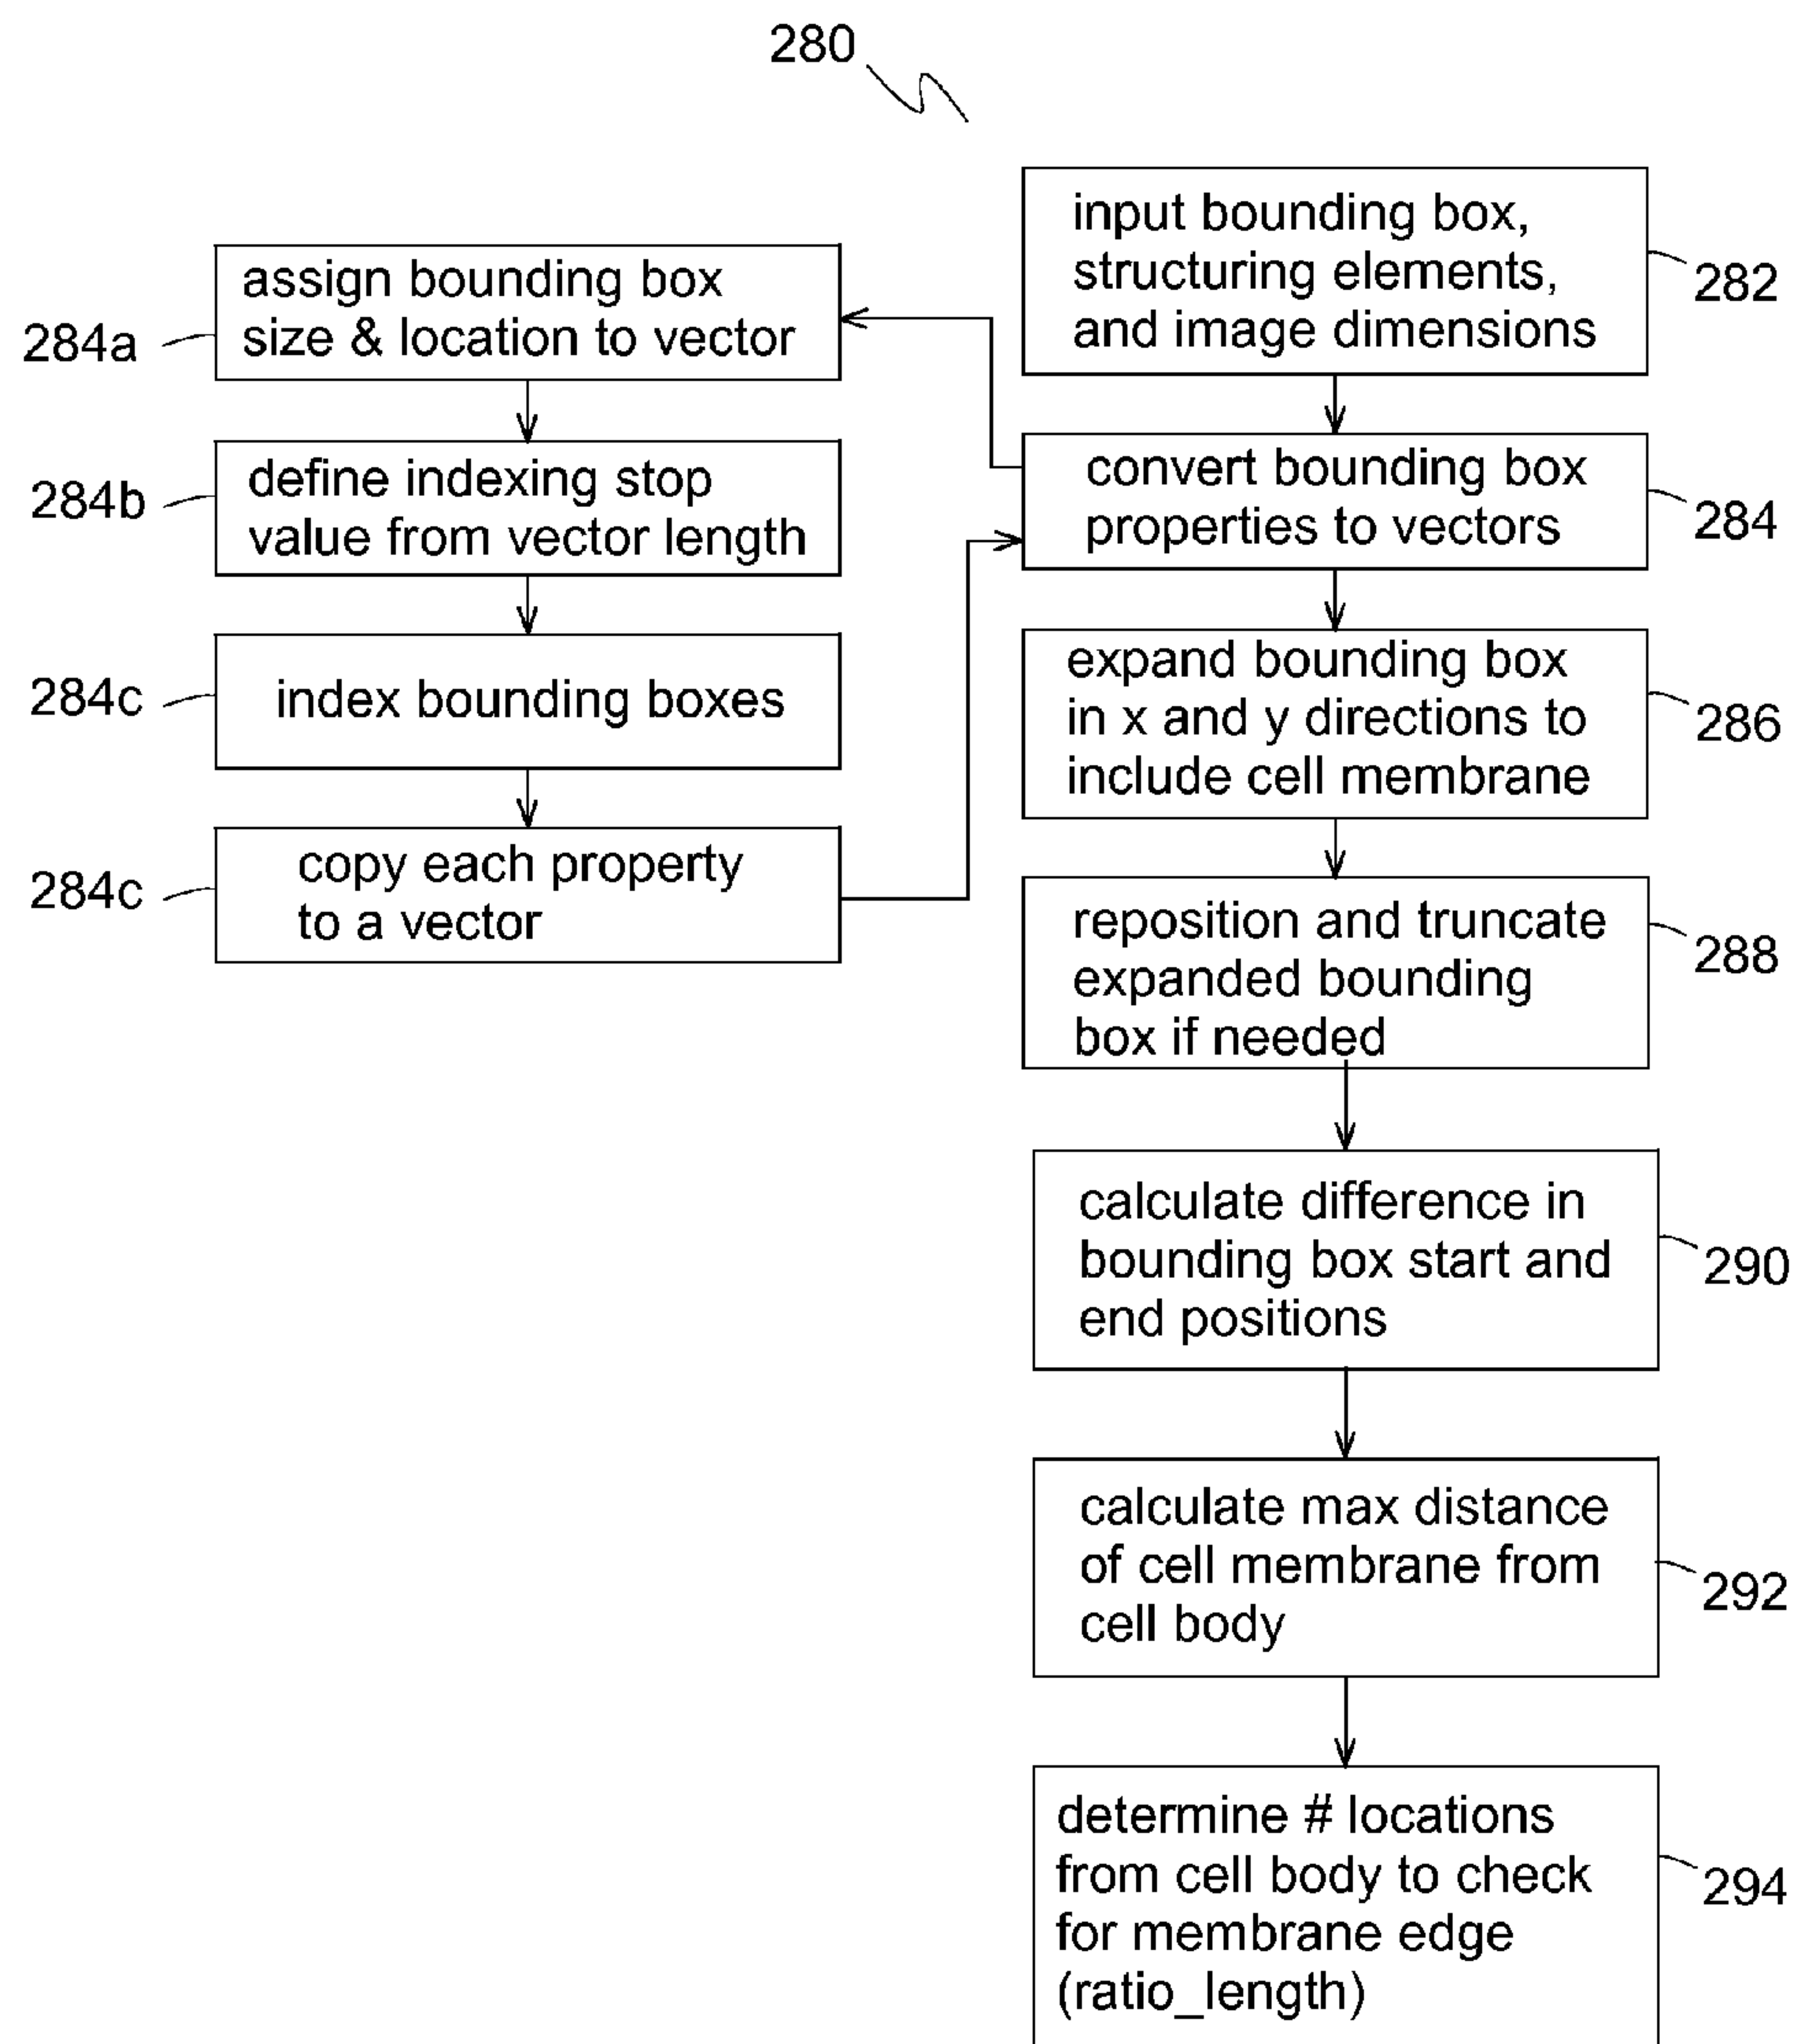 280
input bounding box,
structuring elements,
and image dimensions
282
assign bounding box
size & location to vector
284a
convert bounding box
properties to vectors
284
define indexing stop
value from vector length
284b
expand bounding box
in x and y directions to
include cell membrane
286
index bounding boxes
284c
copy each property
to a vector
284c
reposition and truncate
expanded bounding
box if needed
288
calculate difference in
bounding box start and
end positions
290
calculate max distance
of cell membrane from
cell body
292
determine # locations
from cell body to check
for membrane edge
(ratio_length)
294